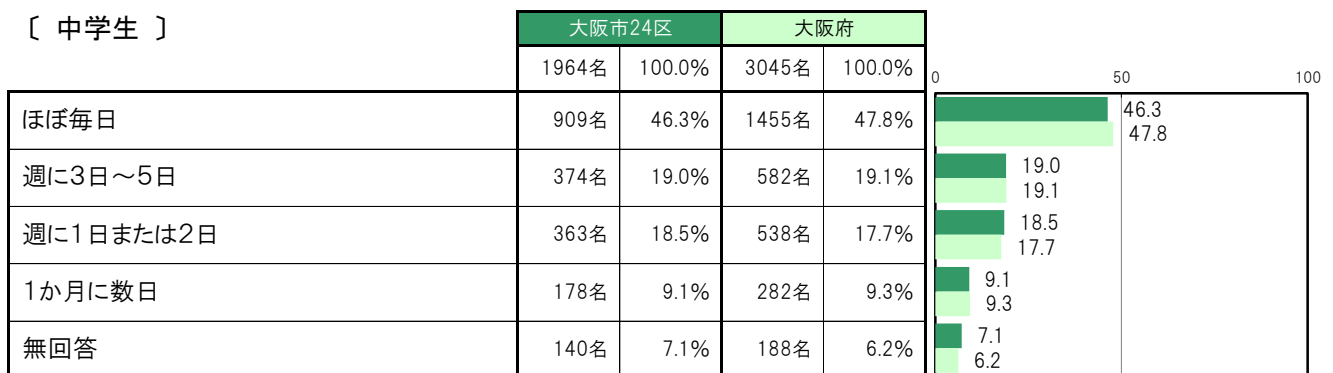 〔 中学生 〕
大阪市24区 大阪府
1964名 100.0% 3045名 100.0%
0 50 100
ほぼ毎日 909名 46.3% 1455名 47.8%
46.3
47.8
週に3日～5日 374名 19.0% 582名 19.1%
19.0
19.1
週に1日または2日 363名 18.5% 538名 17.7%
18.5
17.7
1か月に数日 178名 9.1% 282名 9.3%
9.1
9.3
無回答 140名 7.1% 188名 6.2%
7.1
6.2